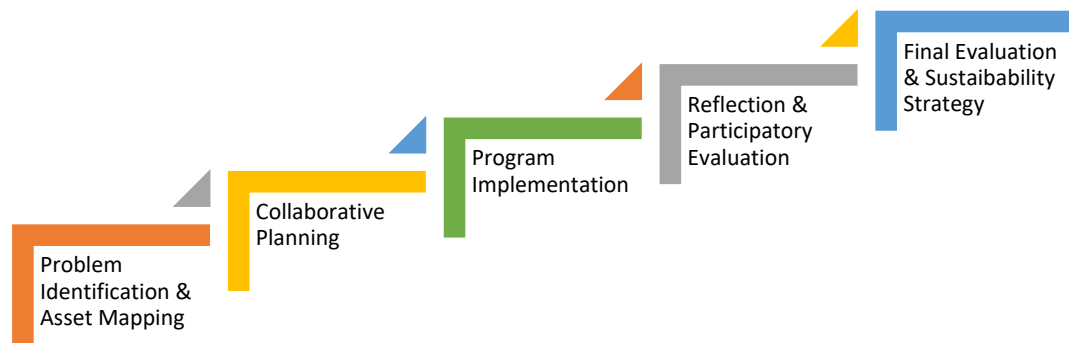 Problem
Identification &
Asset Mapping
Collaborative
Planning
Program
Implementation
Reflection &
Participatory
Evaluation
Final Evaluation
& Sustaibability
Strategy